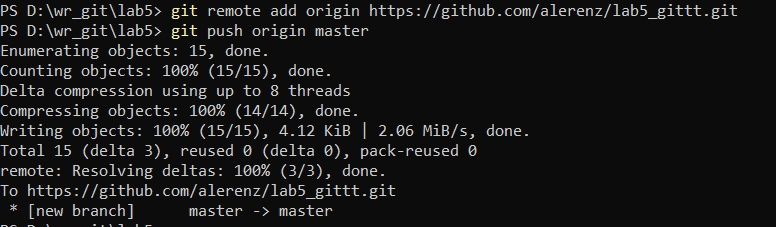 PS D:\wr_git\lab5> git remote add origin https://github.com/alerenz/lab5_gittt.git
PS D:\wr_git\lab5> git push origin master
Enumerating objects: 15, done.
Counting objects: 100% (15/15), done.
Delta compression using up to 8 threads
Compressing objects: 100% (14/14), done.
Writing objects: 100% (15/15), 4.12 KiB | 2.06 MiB/s, done.
Total 15 (delta 3), reused 0 (delta 0), pack-reused 0
remote: Resolving deltas: 100% (3/3), done.
To https://github.com/alerenz/lab5_gittt.git
 * [new branch]      master -> master